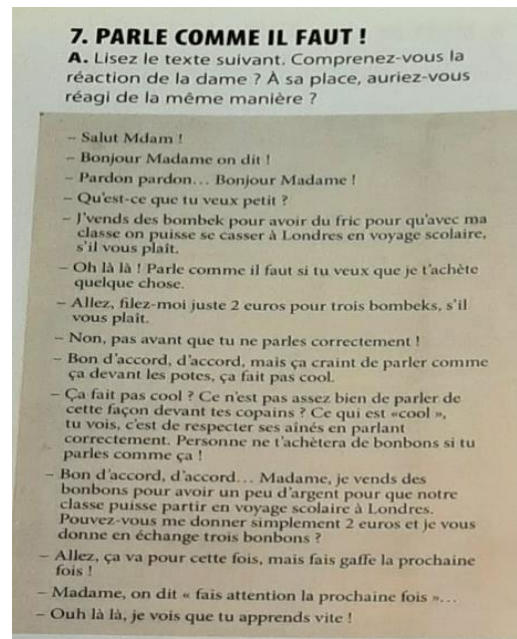 7. PARLE COMME IL FAUT !
A. Lisez le texte suivant. Comprenez-vous la
réaction de la dame ? À sa place, auriez-vous
réagi de la même manière ?
– Salut Mdam !
– Bonjour Madame on dit !
– Pardon pardon... Bonjour Madame !
– Qu'est-ce que tu veux petit ?
– J'vends des bombek pour avoir du fric pour qu'avec ma
classe on puisse se casser à Londres en voyage scolaire,
s'il vous plaît.
– Oh là là ! Parle comme il faut si tu veux que je t'achète
quelque chose.
– Allez, filez-moi juste 2 euros pour trois bombeks, s'il
vous plaît.
– Non, pas avant que tu ne parles correctement !
– Bon d'accord, d'accord, mais ça craint de parler comme
ça devant les potes, ça fait pas cool.
– Ça fait pas cool ? Ce n'est pas assez bien de parler de
cette façon devant tes copains ? Ce qui est «cool »,
tu vois, c'est de respecter ses aînés en parlant
correctement. Personne ne t'achètera de bonbons si tu
parles comme ça !
– Bon d'accord, d'accord... Madame, je vends des
bonbons pour avoir un peu d'argent pour que notre
classe puisse partir en voyage scolaire à Londres.
Pouvez-vous me donner simplement 2 euros et je vous
donne en échange trois bonbons ?
– Allez, ça va pour cette fois, mais fais gaffe la prochaine
fois !
– Madame, on dit « fais attention la prochaine fois »...
– Ouh là là, je vois que tu apprends vite !